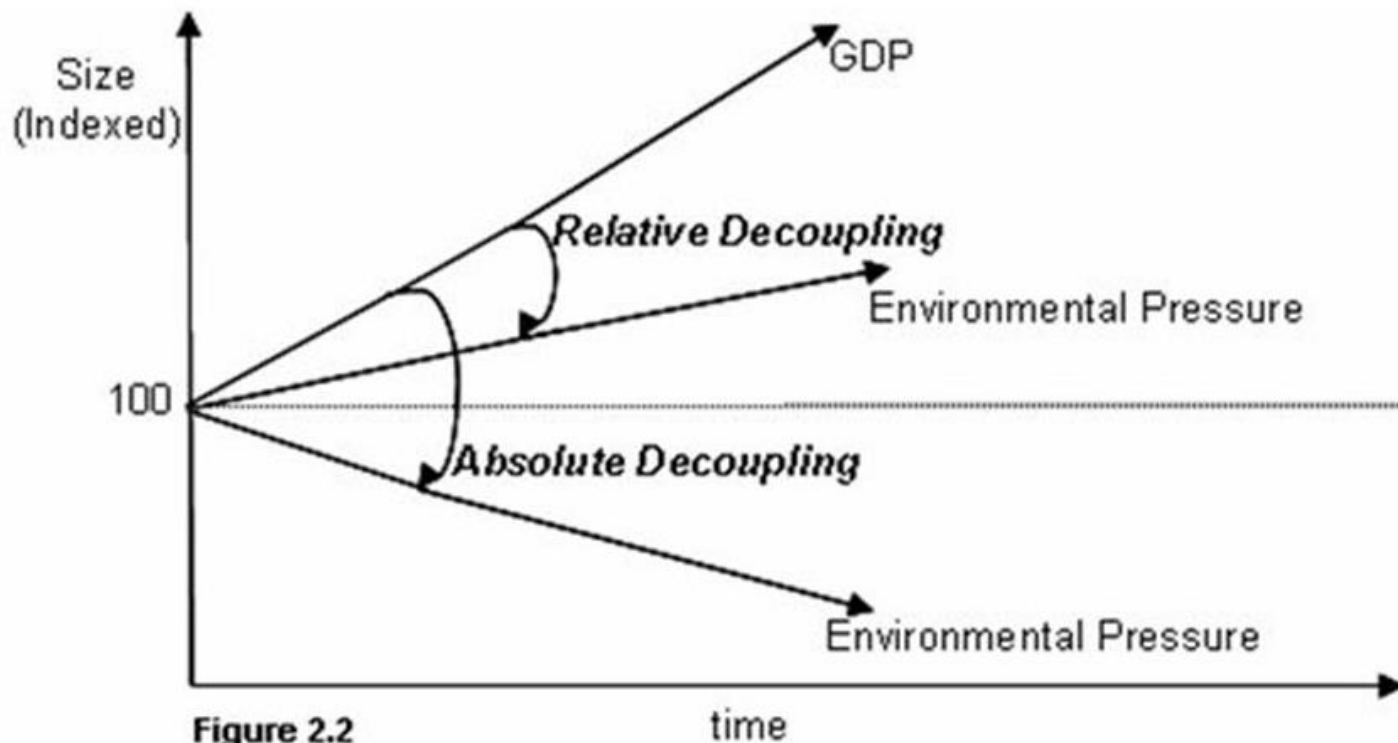 GDP
Size
(Indexed)
Relative Decoupling
Environmental Pressure
100
Absolute Decoupling
Environmental Pressure
Figure 2.2
time